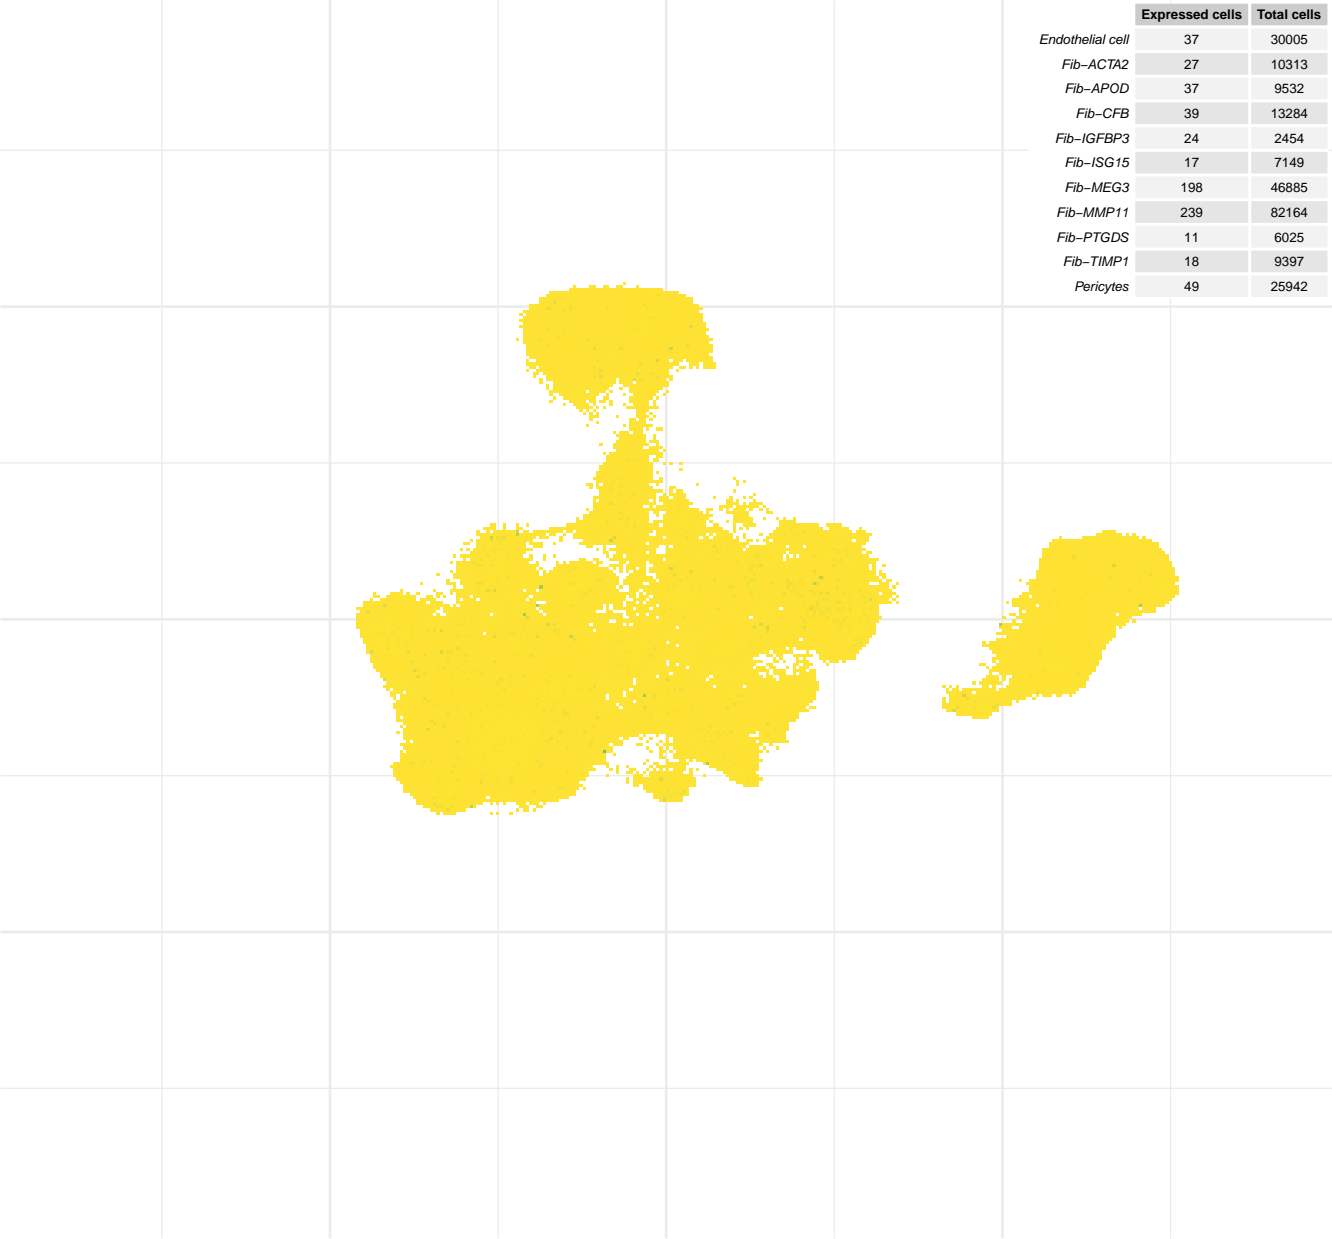 Expressed cells Total cells
Endothelial cell 37 30005
Fib−ACTA2 27 10313
Fib−APOD 37 9532
Fib−CFB 39 13284
Fib−IGFBP3 24 2454
Fib−ISG15 17 7149
Fib−MEG3 198 46885
Fib−MMP11 239 82164
Fib−PTGDS 11 6025
Fib−TIMP1 18 9397
Pericytes 49 25942